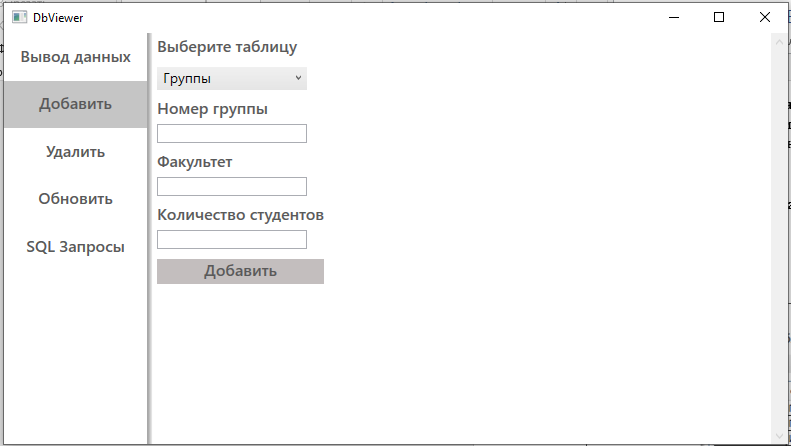 DbViewer
Вывод данных
Добавить
Удалить
Обновить
SQL Запросы
Выберите таблицу
Группы
Номер группы
Факультет
Количество студентов
Добавить